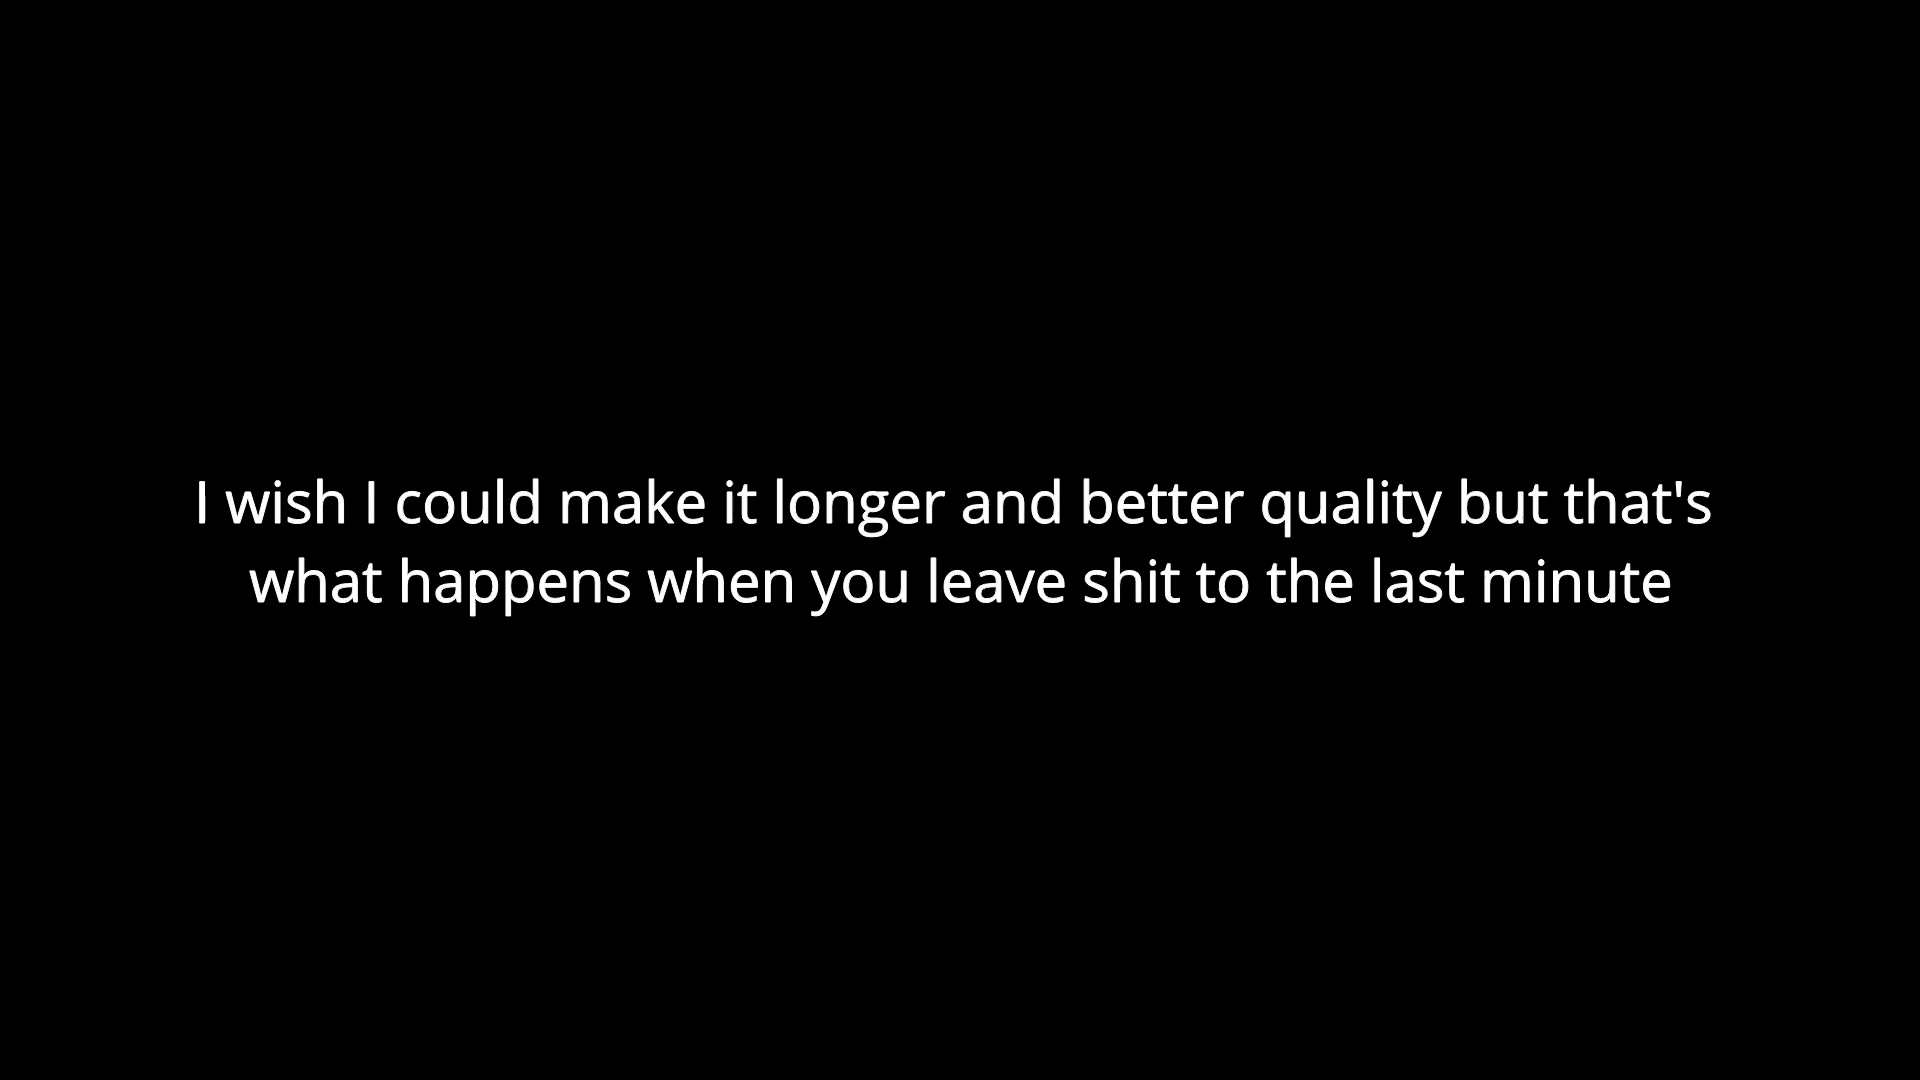 I wish I could make it longer and better quality but that's
what happens when you leave shit to the last minute